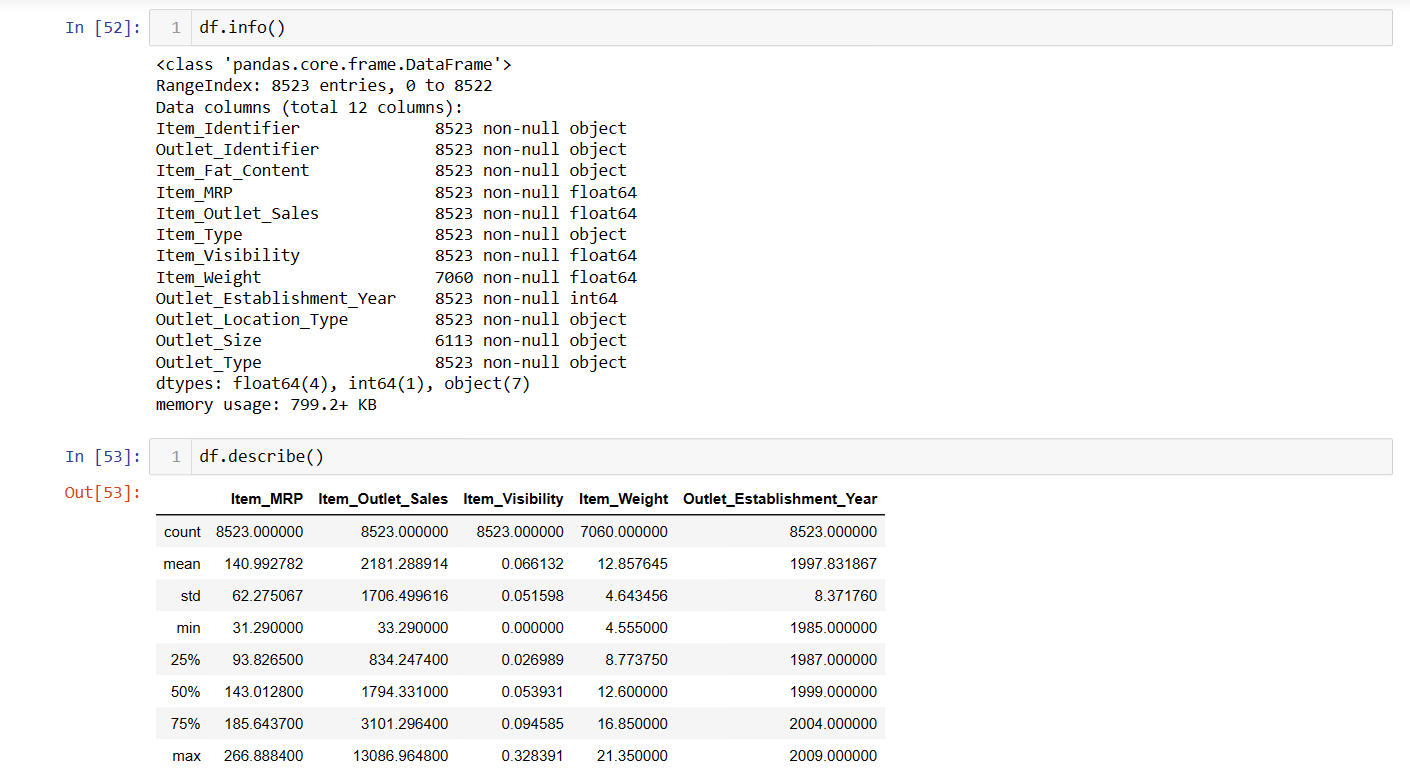 In [52]: 1 df.info()
<class 'pandas.core.frame.DataFrame'>
RangeIndex: 8523 entries, 0 to 8522
Data columns (total 12 columns):
Item_Identifier 8523 non-null object
Outlet_Identifier 8523 non-null object
Item_Fat_Content 8523 non-null object
Item_MRP 8523 non-null float64
Item_Outlet_Sales 8523 non-null float64
Item_Type 8523 non-null object
Item_Visibility 8523 non-null float64
Item_Weight 7060 non-null float64
Outlet_Establishment_Year 8523 non-null int64
Outlet_Location_Type 8523 non-null object
Outlet_Size 6113 non-null object
Outlet_Type 8523 non-null object
dtypes: float64(4), int64(1), object(7)
memory usage: 799.2+ KB
In [53]: 1 df.describe()
Out[53]:
Item_MRP Item_Outlet_Sales Item_Visibility Item_Weight Outlet_Establishment_Year
count 8523.000000 8523.000000 8523.000000 7060.000000 8523.000000
mean 140.992782 2181.288914 0.066132 12.857645 1997.831867
std 62.275067 1706.499616 0.051598 4.643456 8.371760
min 31.290000 33.290000 0.000000 4.555000 1985.000000
25% 93.826500 834.247400 0.026989 8.773750 1987.000000
50% 143.012800 1794.331000 0.053931 12.600000 1999.000000
75% 185.643700 3101.296400 0.094585 16.850000 2004.000000
max 266.888400 13086.964800 0.328391 21.350000 2009.000000